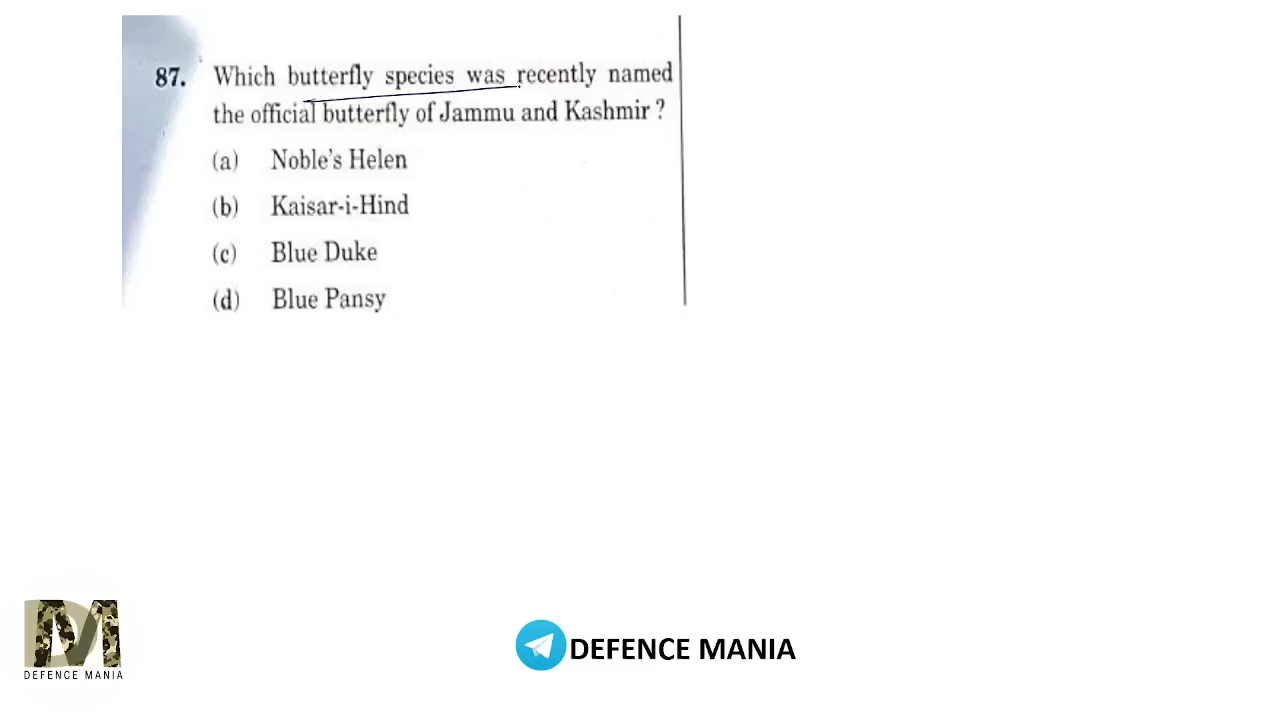 87. Which butterfly species was recently named
the official butterfly of Jammu and Kashmir ?
(a) Noble's Helen
(b) Kaisar-i-Hind
(c) Blue Duke
(d) Blue Pansy
DM
DEFENCE MANIA
DEFENCE MANIA